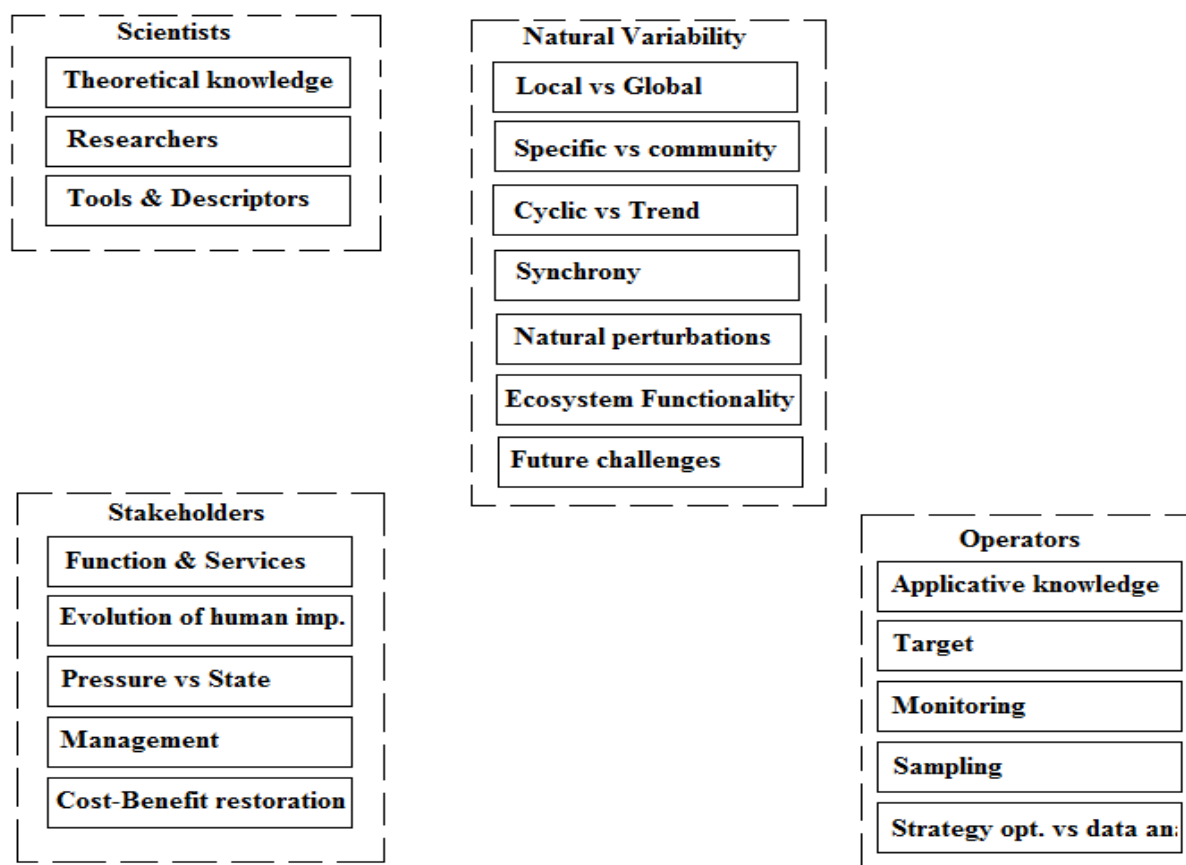 Scientists
Theoretical knowledge
Researchers
Tools & Descriptors
Natural Variability
Local vs Global
Specific vs community
Cyclic vs Trend
Synchrony
Natural perturbations
Ecosystem Functionality
Future challenges
Stakeholders
Function & Services
Evolution of human imp.
Pressure vs State
Management
Cost-Benefit restoration
Operators
Applicative knowledge
Target
Monitoring
Sampling
Strategy opt. vs data